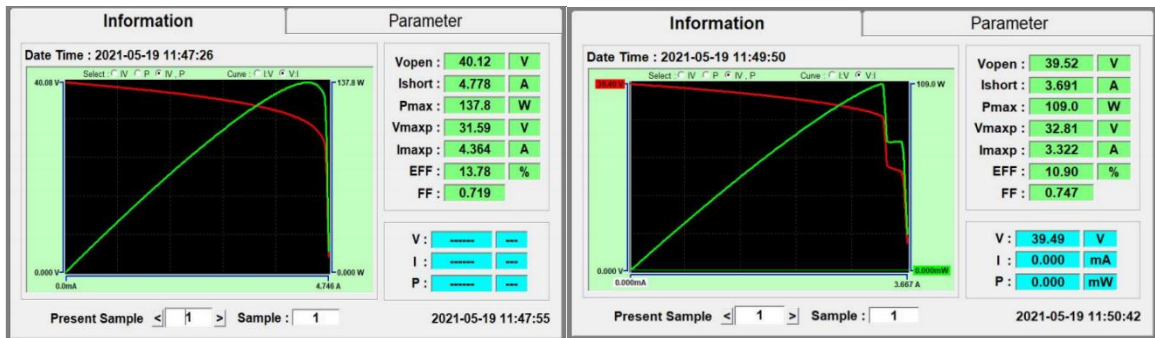 Information Parameter
Date Time : 2021-05-19 11:47:26
Select : IV P IV , P Curve : I.V V.I
40.08 V 137.8 W
0.000 V 0.000 W
0.0mA 4.746 A
Vopen : 40.12 V
Ishort : 4.778 A
Pmax : 137.8 W
Vmaxp : 31.59 V
Imaxp : 4.364 A
EFF : 13.78 %
FF : 0.719
V : ------ ---
I : ------ ---
P : ------ ---
Present Sample < 1 > Sample : 1 2021-05-19 11:47:55
Information Parameter
Date Time : 2021-05-19 11:49:50
Select : IV P IV , P Curve : I.V V.I
109.0 W
0.000 V 0.000mW
0.000mA 3.667 A
Vopen : 39.52 V
Ishort : 3.691 A
Pmax : 109.0 W
Vmaxp : 32.81 V
Imaxp : 3.322 A
EFF : 10.90 %
FF : 0.747
V : 39.49 V
I : 0.000 mA
P : 0.000 mW
Present Sample < 1 > Sample : 1 2021-05-19 11:50:42